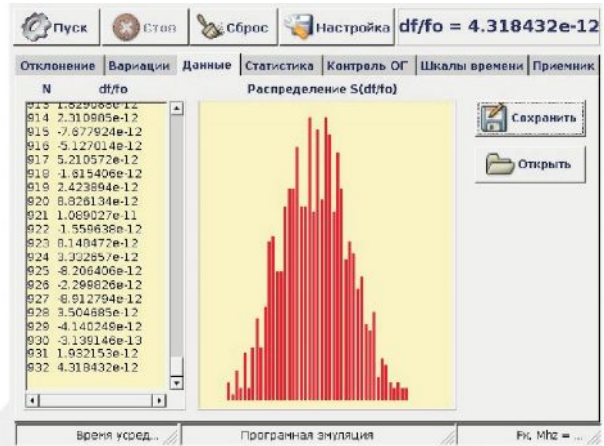 Пуск Стоп Сброс Настройка df/fo = 4.318432e-12
Отклонение Вариации Данные Статистика Контроль ОГ Шкалы времени Приемник
N df/fo Распределение S(df/fo)
914 2.310985e-12
915 -7.677924e-12
916 -5.127014e-12
917 5.210572e-12
918 -1.615406e-12
919 2.423894e-12
920 8.826134e-12
921 1.089027e-11
922 -1.559638e-12
923 8.148472e-12
924 3.332657e-12
925 -8.206406e-12
926 -2.299826e-12
927 -8.912794e-12
928 3.504685e-12
929 -4.140249e-12
930 -3.139146e-13
931 1.932153e-12
932 4.318432e-12
Сохранить
Открыть
Время усред... Програнная эмуляция Fx, Mhz = ...